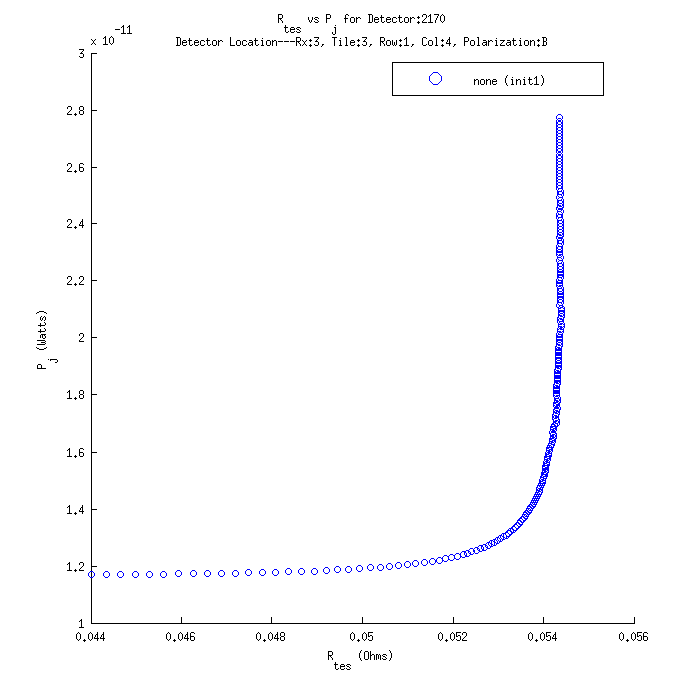 R_tes vs P_j for Detector:2170
Detector Location---Rx:3, Tile:3, Row:1, Col:4, Polarization:B
x 10^-11
none (init1)
3
2.8
2.6
2.4
2.2
2
1.8
1.6
1.4
1.2
1
P_j (Watts)
0.044 0.046 0.048 0.05 0.052 0.054 0.056
R_tes (Ohms)